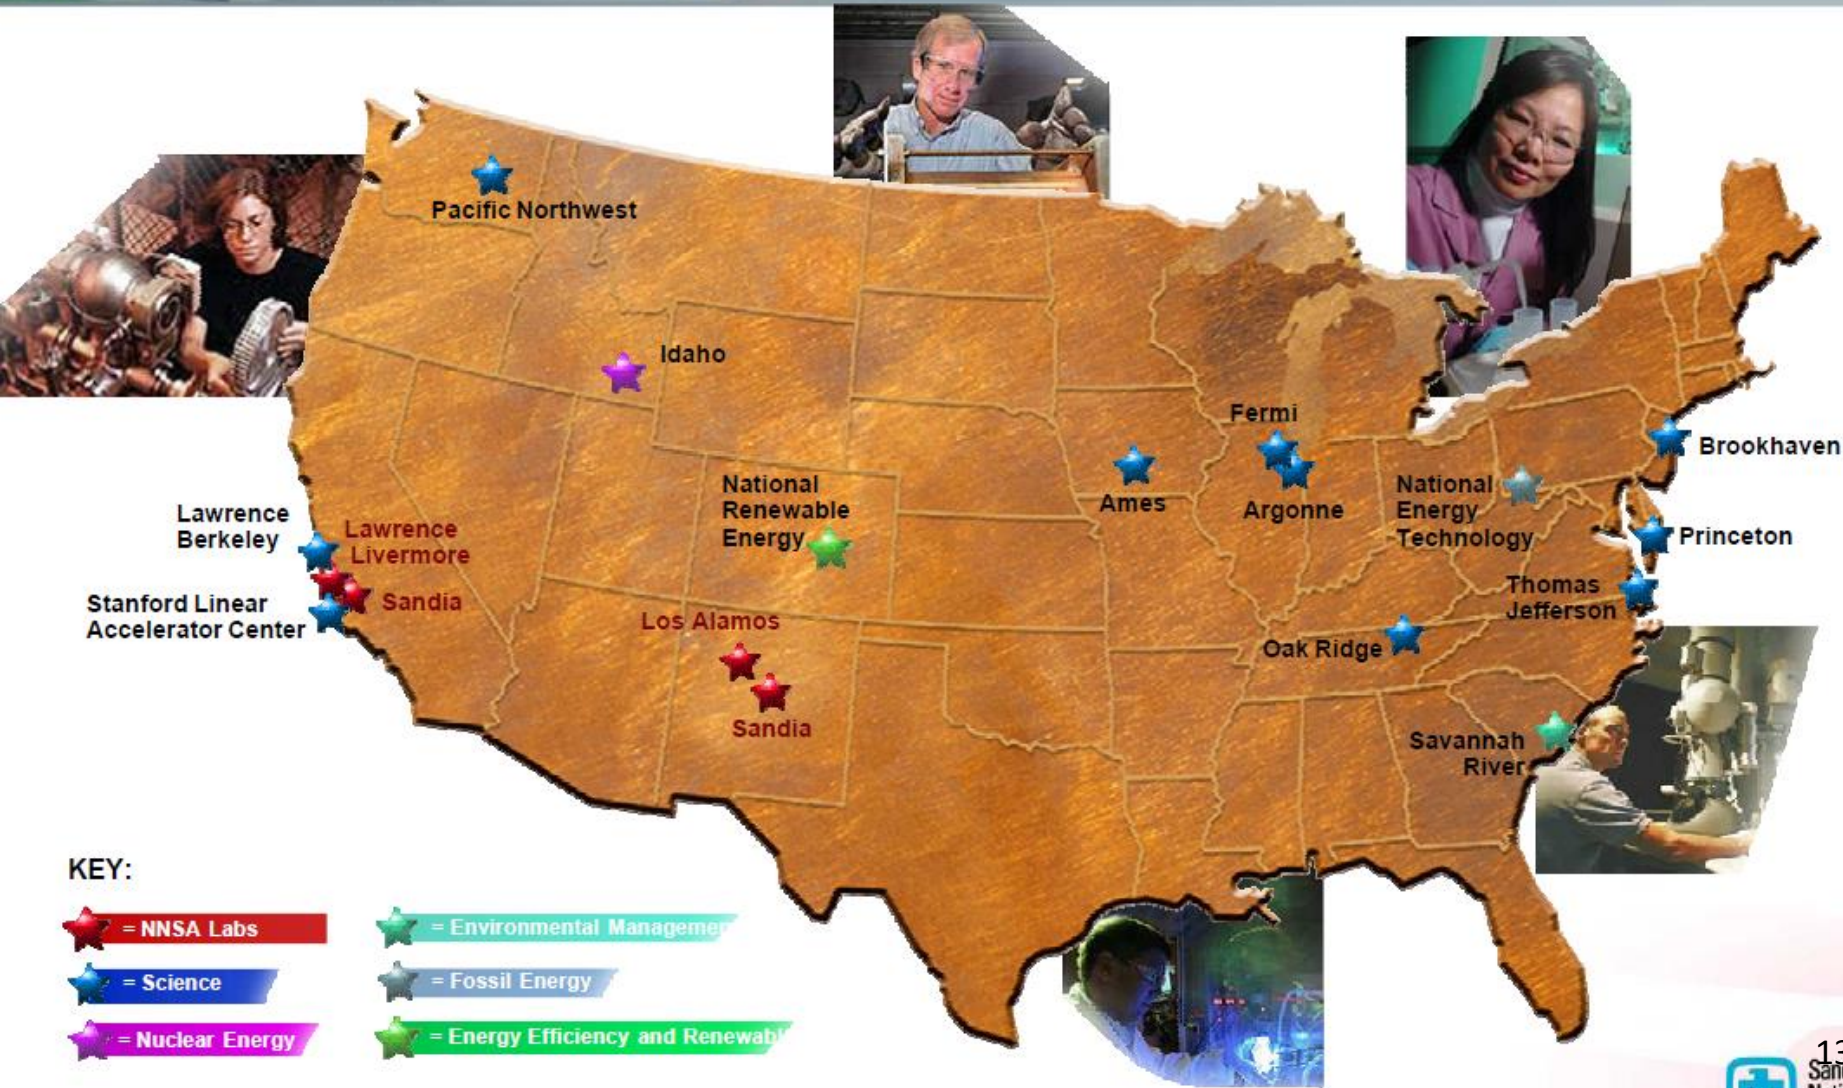 Pacific Northwest
Idaho
Fermi
Brookhaven
National
Renewable
Energy
Ames
Argonne
National
Energy
Technology
Lawrence
Berkeley
Lawrence
Livermore
Princeton
Stanford Linear
Accelerator Center
Sandia
Los Alamos
Thomas
Jefferson
Oak Ridge
Sandia
Savannah
River
KEY:
= NNSA Labs
= Science
= Nuclear Energy
= Environmental Managemen
= Fossil Energy
= Energy Efficiency and Renewab
13